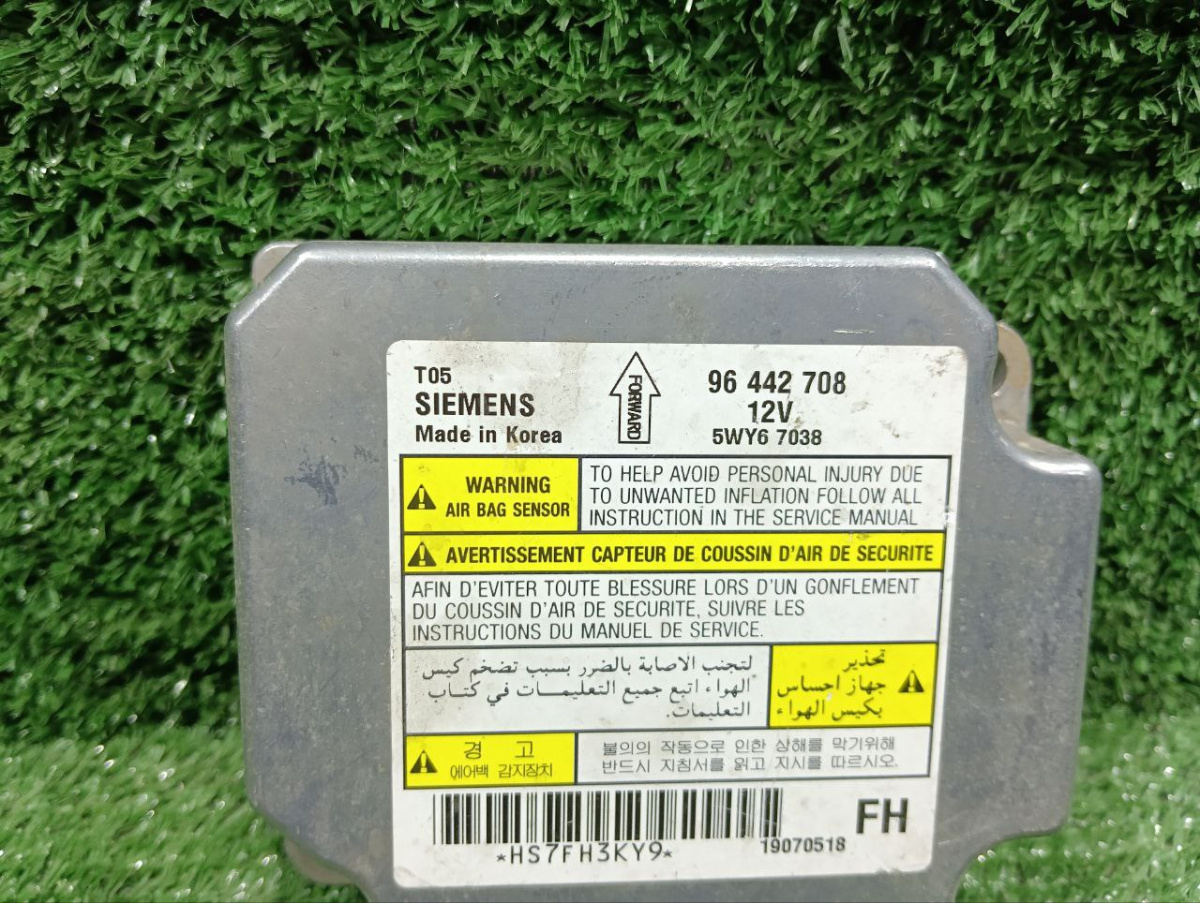 T05
SIEMENS
Made in Korea
FORWARD
96 442 708
12V
5WY6 7038
WARNING
AIR BAG SENSOR
TO HELP AVOID PERSONAL INJURY DUE
TO UNWANTED INFLATION FOLLOW ALL
INSTRUCTION IN THE SERVICE MANUAL
AVERTISSEMENT CAPTEUR DE COUSSIN D'AIR DE SECURITE
AFIN D'EVITER TOUTE BLESSURE LORS D'UN GONFLEMENT
DU COUSSIN D'AIR DE SECURITE, SUIVRE LES
INSTRUCTIONS DU MANUEL DE SERVICE.
تحذير
جهاز احساس
بكيس الهواء
لتجنب الاصابة بالضرر بسبب تضخم كيس
الهواء اتبع جميع التعليمات في كتاب
التعليمات.
경 고
에어백 감지장치
불의의 작동으로 인한 상해를 막기위해
반드시 지침서를 읽고 지시를 따르시오.
*HS7FH3KY9*
19070518
FH